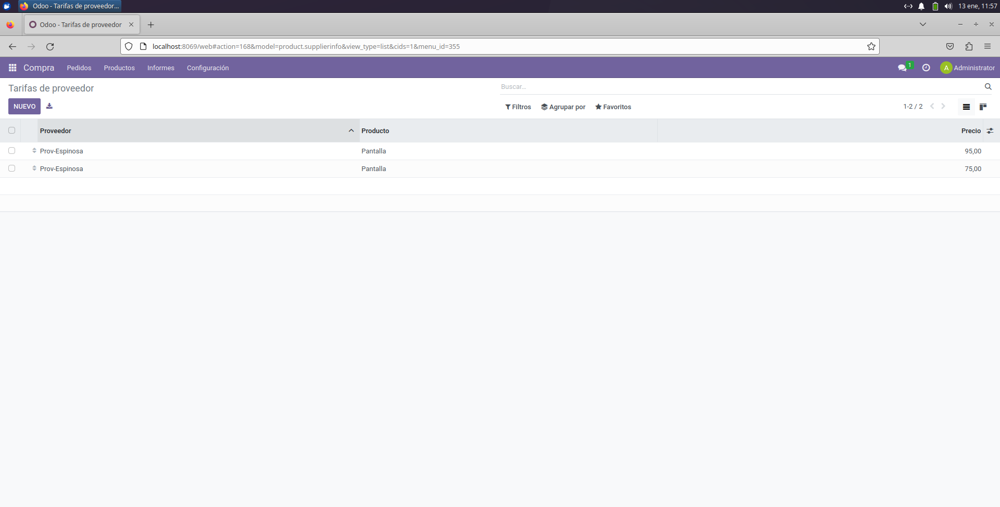 Odoo - Tarifas de proveedor...
13 ene, 11:57
Odoo - Tarifas de proveedor
localhost:8069/web#action=168&model=product.supplierinfo&view_type=list&cids=1&menu_id=355
Compra Pedidos Productos Informes Configuración 1 A Administrator
Tarifas de proveedor
Buscar...
NUEVO
Filtros Agrupar por Favoritos
1-2 / 2
Proveedor Producto Precio
Prov-Espinosa Pantalla 95,00
Prov-Espinosa Pantalla 75,00